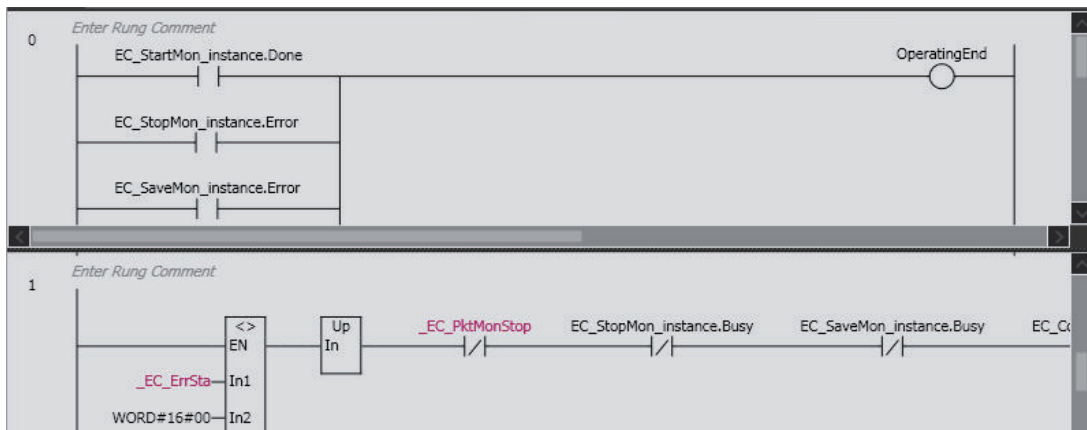 Enter Rung Comment
0
EC_StartMon_instance.Done
OperatingEnd
EC_StopMon_instance.Error
EC_SaveMon_instance.Error
Enter Rung Comment
1
<> Up _EC_PktMonStop EC_StopMon_instance.Busy EC_SaveMon_instance.Busy
EN In
_EC_ErrSta In1
WORD#16#00 In2